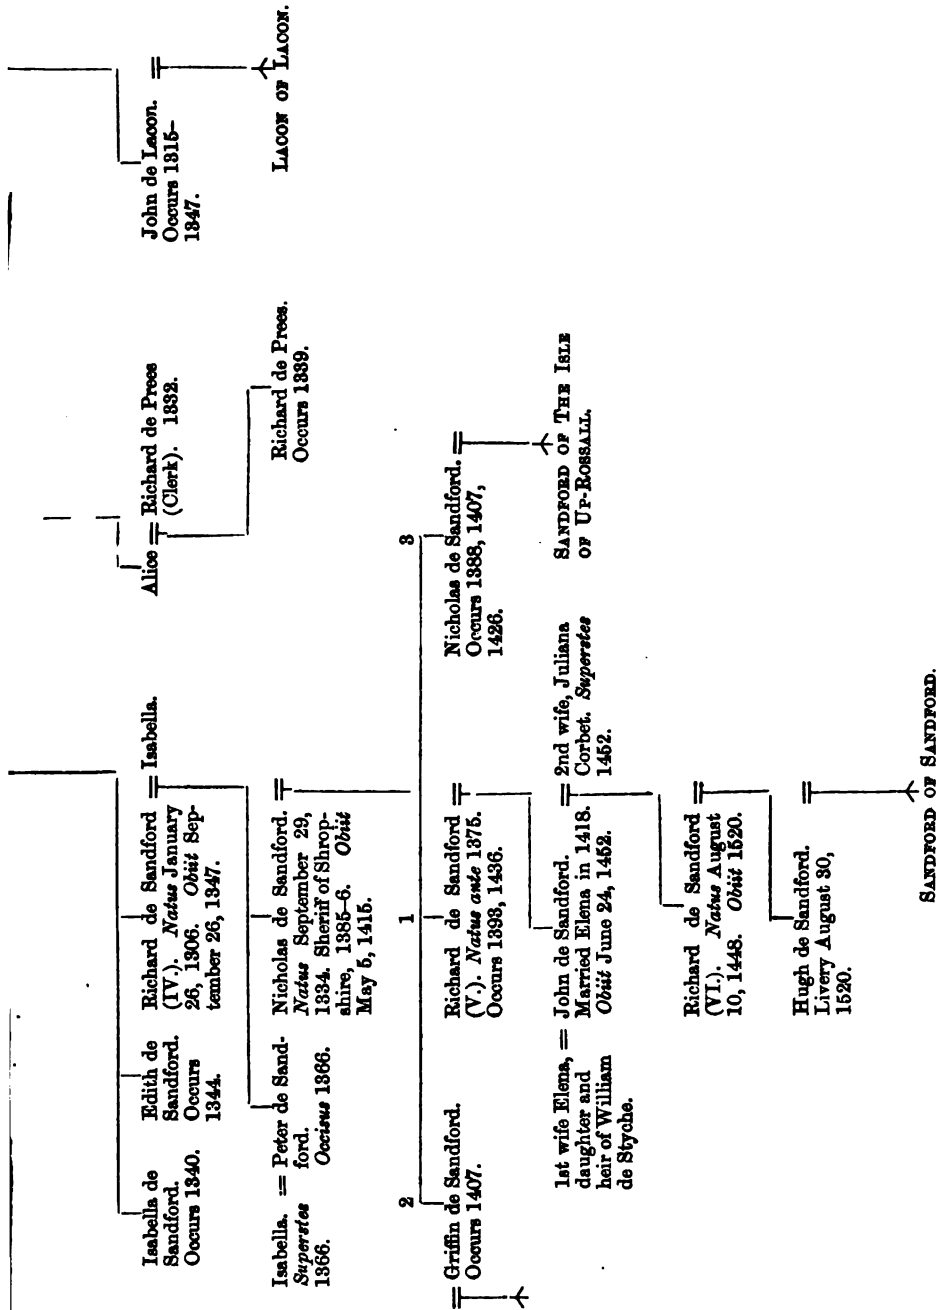 Isabella de
Sandford.
Occurs 1340.
Edith de
Sandford.
Occurs
1344.
Richard de Sandford
(IV.). Natus January
26, 1306. Obiit Sep-
tember 26, 1347.
= Isabella.
Alice = Richard de Prees
(Clerk). 1332.
John de Lacon. =
Occurs 1315–
1347.
LACON OF LACON.
Isabella. = Peter de Sand-
Superstes ford.
1366. Occisus 1366.
Nicholas de Sandford. =
Natus September 29,
1334. Sheriff of Shrop-
shire, 1385–6. Obiit
May 5, 1415.
Richard de Prees.
Occurs 1339.
2
1
3
= Griffin de Sandford.
Occurs 1407.
Richard de Sandford =
(V.). Natus ante 1375.
Occurs 1393, 1436.
Nicholas de Sandford. =
Occurs 1388, 1407,
1426.
SANDFORD OF THE ISLE
OF UP-ROSSALL.
1st wife Elena, =
daughter and
heir of William
de Styche.
John de Sandford.
Married Elena in 1418.
Obiit June 24, 1452.
= 2nd wife, Juliana
Corbet. Superstes
1452.
Richard de Sandford =
(VI.). Natus August
10, 1448. Obiit 1520.
Hugh de Sandford. =
Livery August 30,
1520.
SANDFORD OF SANDFORD.